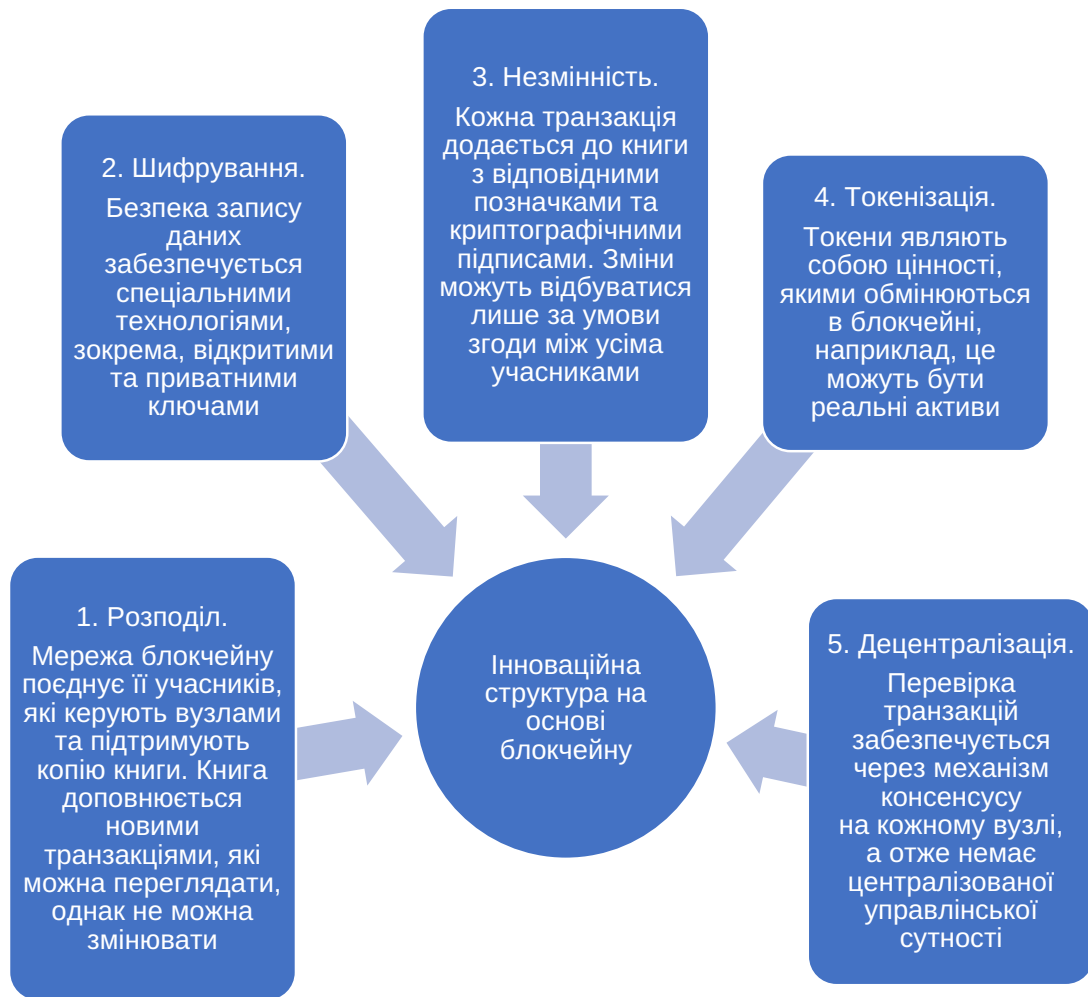 1. Розподіл.
Мережа блокчейну
поєднує її учасників,
які керують вузлами
та підтримують
копію книги. Книга
доповнюється
новими
транзакціями, які
можна переглядати,
однак не можна
змінювати
2. Шифрування.
Безпека запису
даних
забезпечується
спеціальними
технологіями,
зокрема, відкритими
та приватними
ключами
3. Незмінність.
Кожна транзакція
додається до книги
з відповідними
позначками та
криптографічними
підписами. Зміни
можуть відбуватися
лише за умови
згоди між усіма
учасниками
4. Токенізація.
Токени являють
собою цінності,
якими обмінюються
в блокчейні,
наприклад, це
можуть бути
реальні активи
5. Децентралізація.
Перевірка
транзакцій
забезпечується
через механізм
консенсусу
на кожному вузлі,
а отже немає
централізованої
управлінської
сутності
Інноваційна
структура на
основі
блокчейну